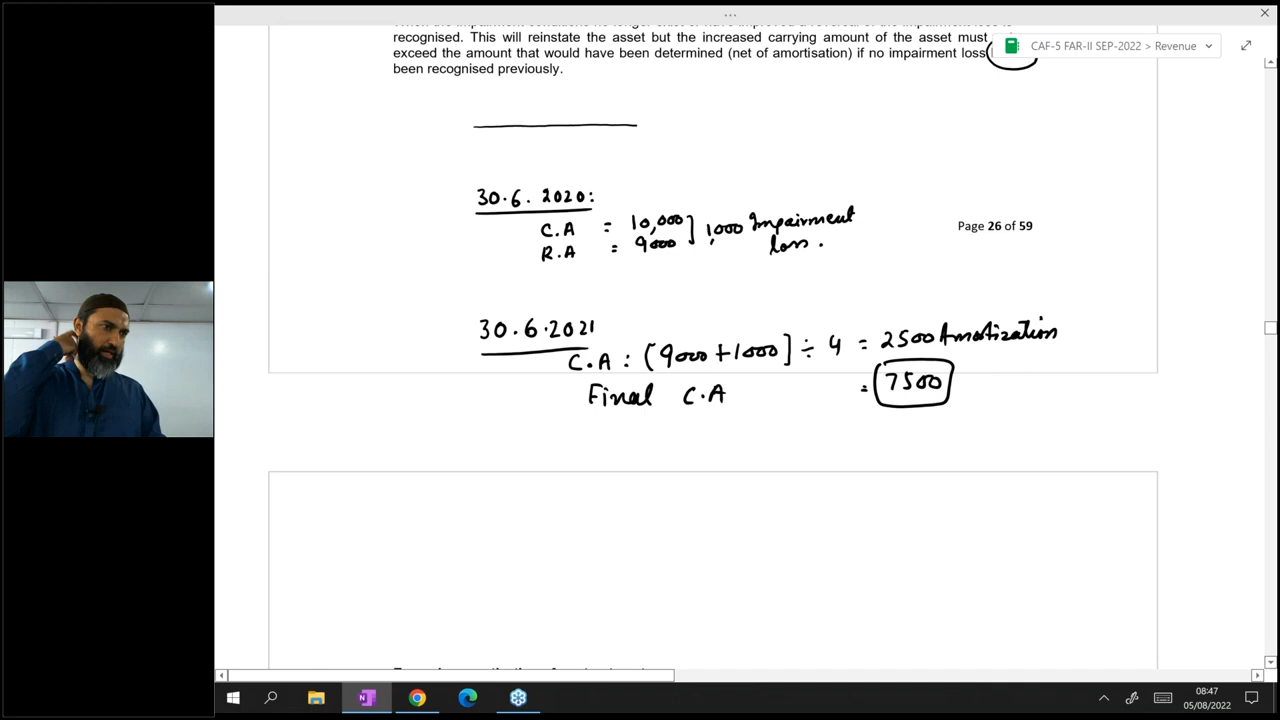 CAF-5 FAR-II SEP-2022 > Revenue
recognised. This will reinstate the asset but the increased carrying amount of the asset must
exceed the amount that would have been determined (net of amortisation) if no impairment loss
been recognised previously.
30.6.2020:
C.A = 10,000
R.A = 9000
1,000 Impairment
loss.
Page 26 of 59
30.6.2021
C.A : (9000+1000] ÷ 4 = 2500 Amotization
Final C.A = 7500
08:47
05/08/2022